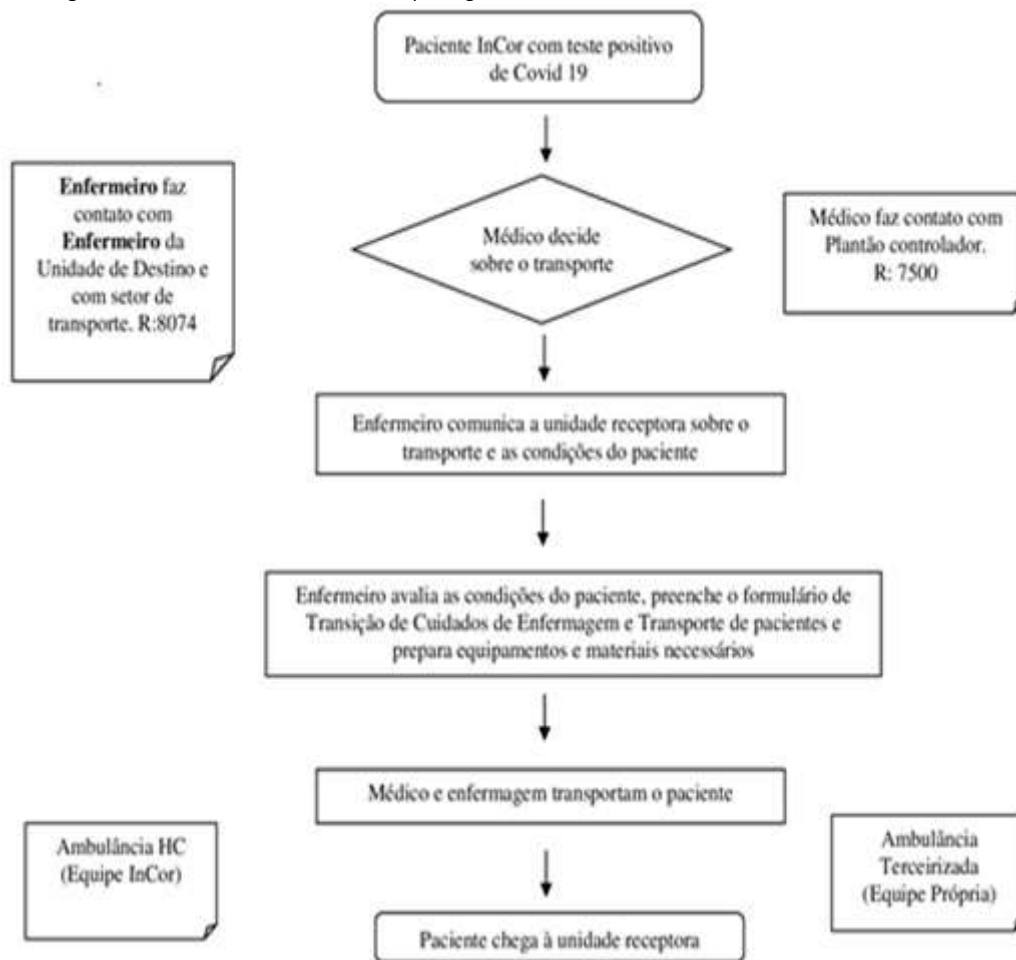 Paciente InCor com teste positivo
de Covid 19
Enfermeiro faz
contato com
Enfermeiro da
Unidade de Destino e
com setor de
transporte. R:8074
Médico decide
sobre o transporte
Médico faz contato com
Plantão controlador.
R: 7500
Enfermeiro comunica a unidade receptora sobre o
transporte e as condições do paciente
Enfermeiro avalia as condições do paciente, preenche o formulário de
Transição de Cuidados de Enfermagem e Transporte de pacientes e
prepara equipamentos e materiais necessários
Médico e enfermagem transportam o paciente
Ambulância HC
(Equipe InCor)
Ambulância
Terceirizada
(Equipe Própria)
Paciente chega à unidade receptora